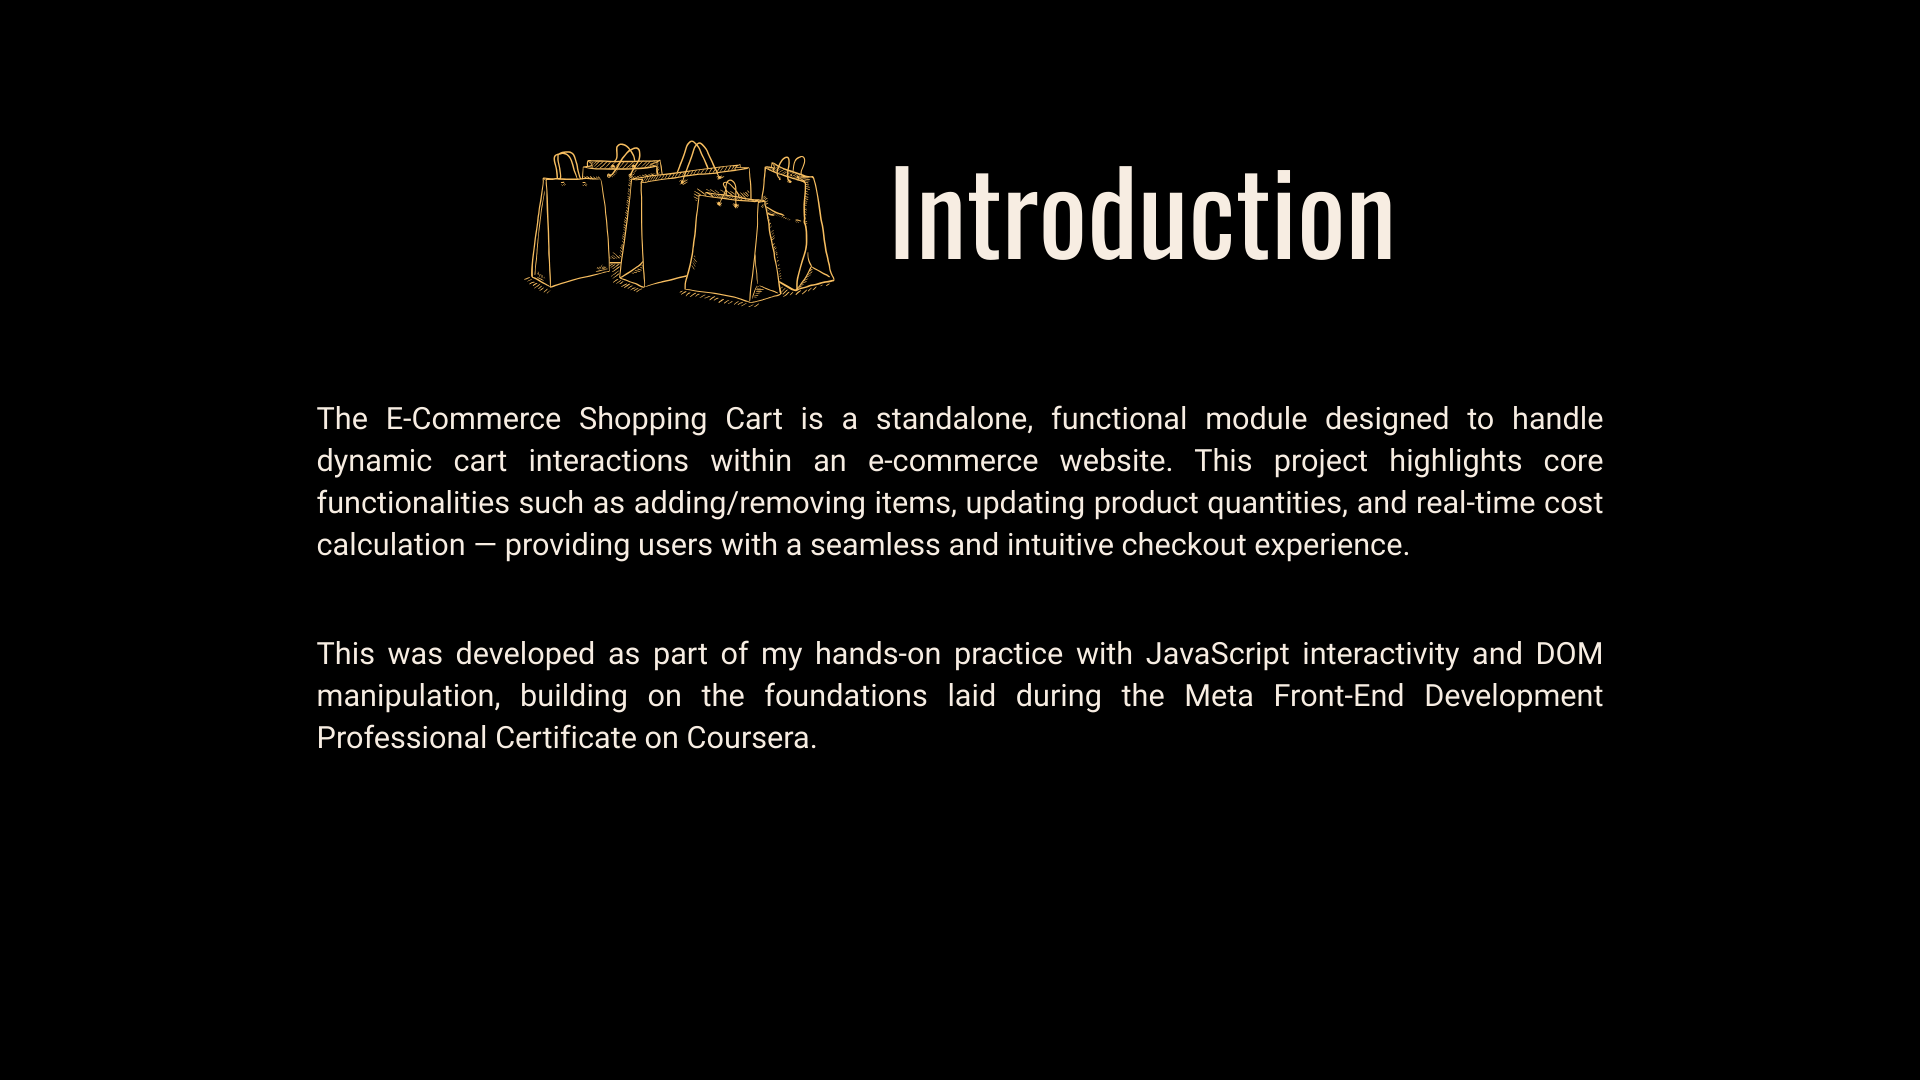 Introduction
The E-Commerce Shopping Cart is a standalone, functional module designed to handle
dynamic cart interactions within an e-commerce website. This project highlights core
functionalities such as adding/removing items, updating product quantities, and real-time cost
calculation — providing users with a seamless and intuitive checkout experience.
This was developed as part of my hands-on practice with JavaScript interactivity and DOM
manipulation, building on the foundations laid during the Meta Front-End Development
Professional Certificate on Coursera.